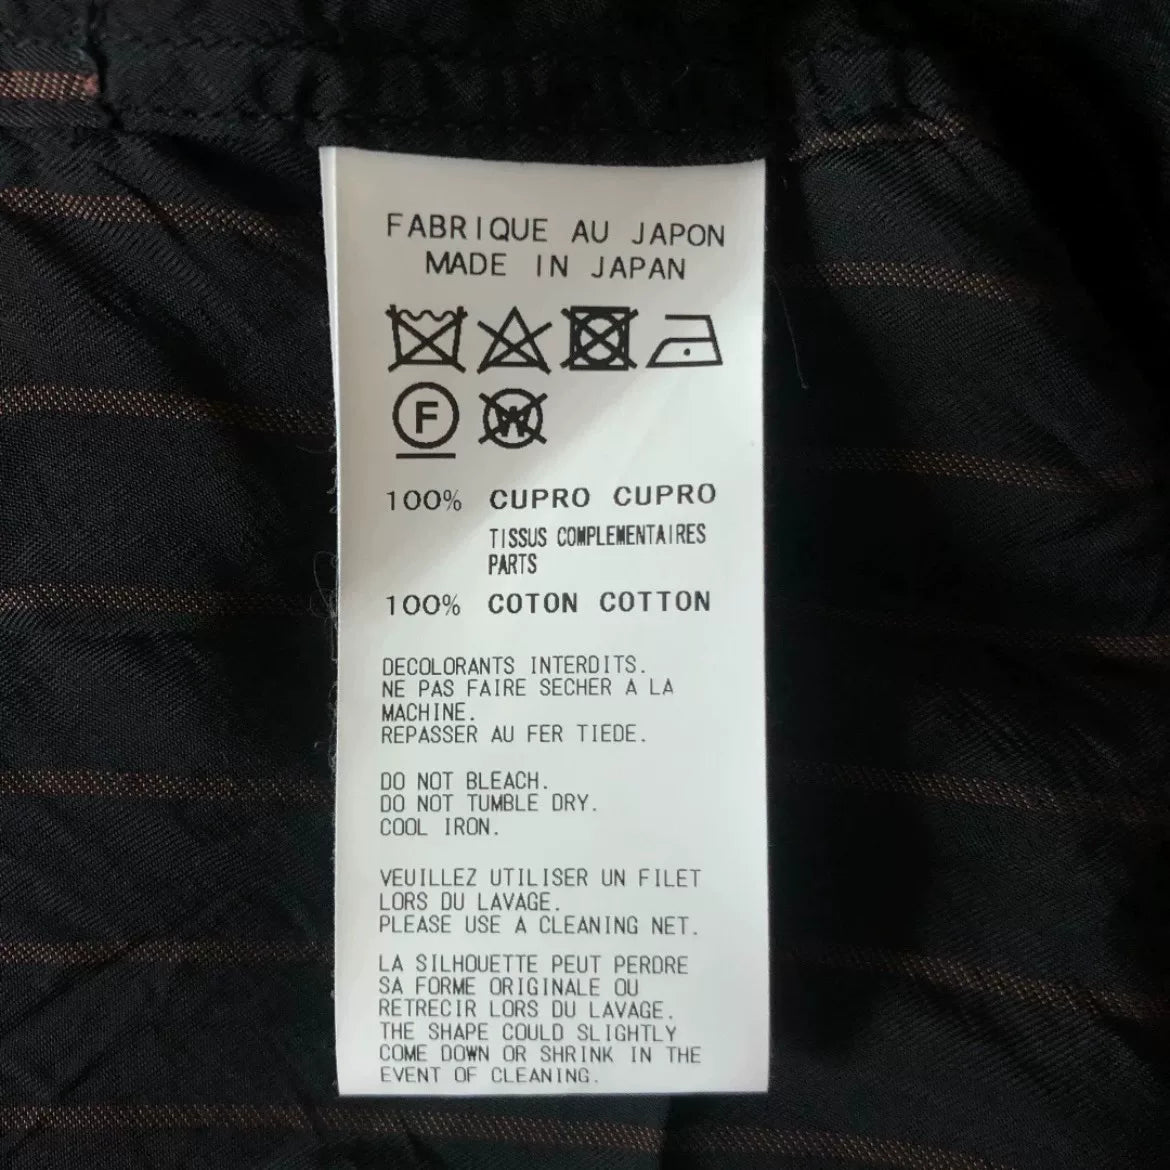 FABRIQUE AU JAPON
MADE IN JAPAN
F W
100% CUPRO CUPRO
TISSUS COMPLEMENTAIRES
PARTS
100% COTON COTTON
DECOLORANTS INTERDITS.
NE PAS FAIRE SECHER A LA
MACHINE.
REPASSER AU FER TIEDE.
DO NOT BLEACH.
DO NOT TUMBLE DRY.
COOL IRON.
VEUILLEZ UTILISER UN FILET
LORS DU LAVAGE.
PLEASE USE A CLEANING NET.
LA SILHOUETTE PEUT PERDRE
SA FORME ORIGINALE OU
RETRECIR LORS DU LAVAGE.
THE SHAPE COULD SLIGHTLY
COME DOWN OR SHRINK IN THE
EVENT OF CLEANING.